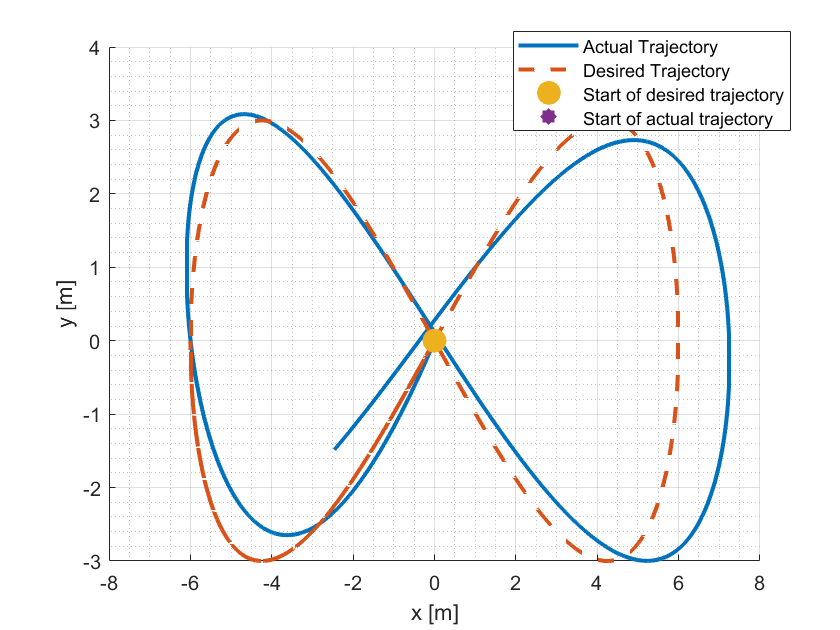 Actual Trajectory
Desired Trajectory
Start of desired trajectory
Start of actual trajectory
4
3
2
1
0
-1
-2
-3
y [m]
-8 -6 -4 -2 0 2 4 6 8
x [m]